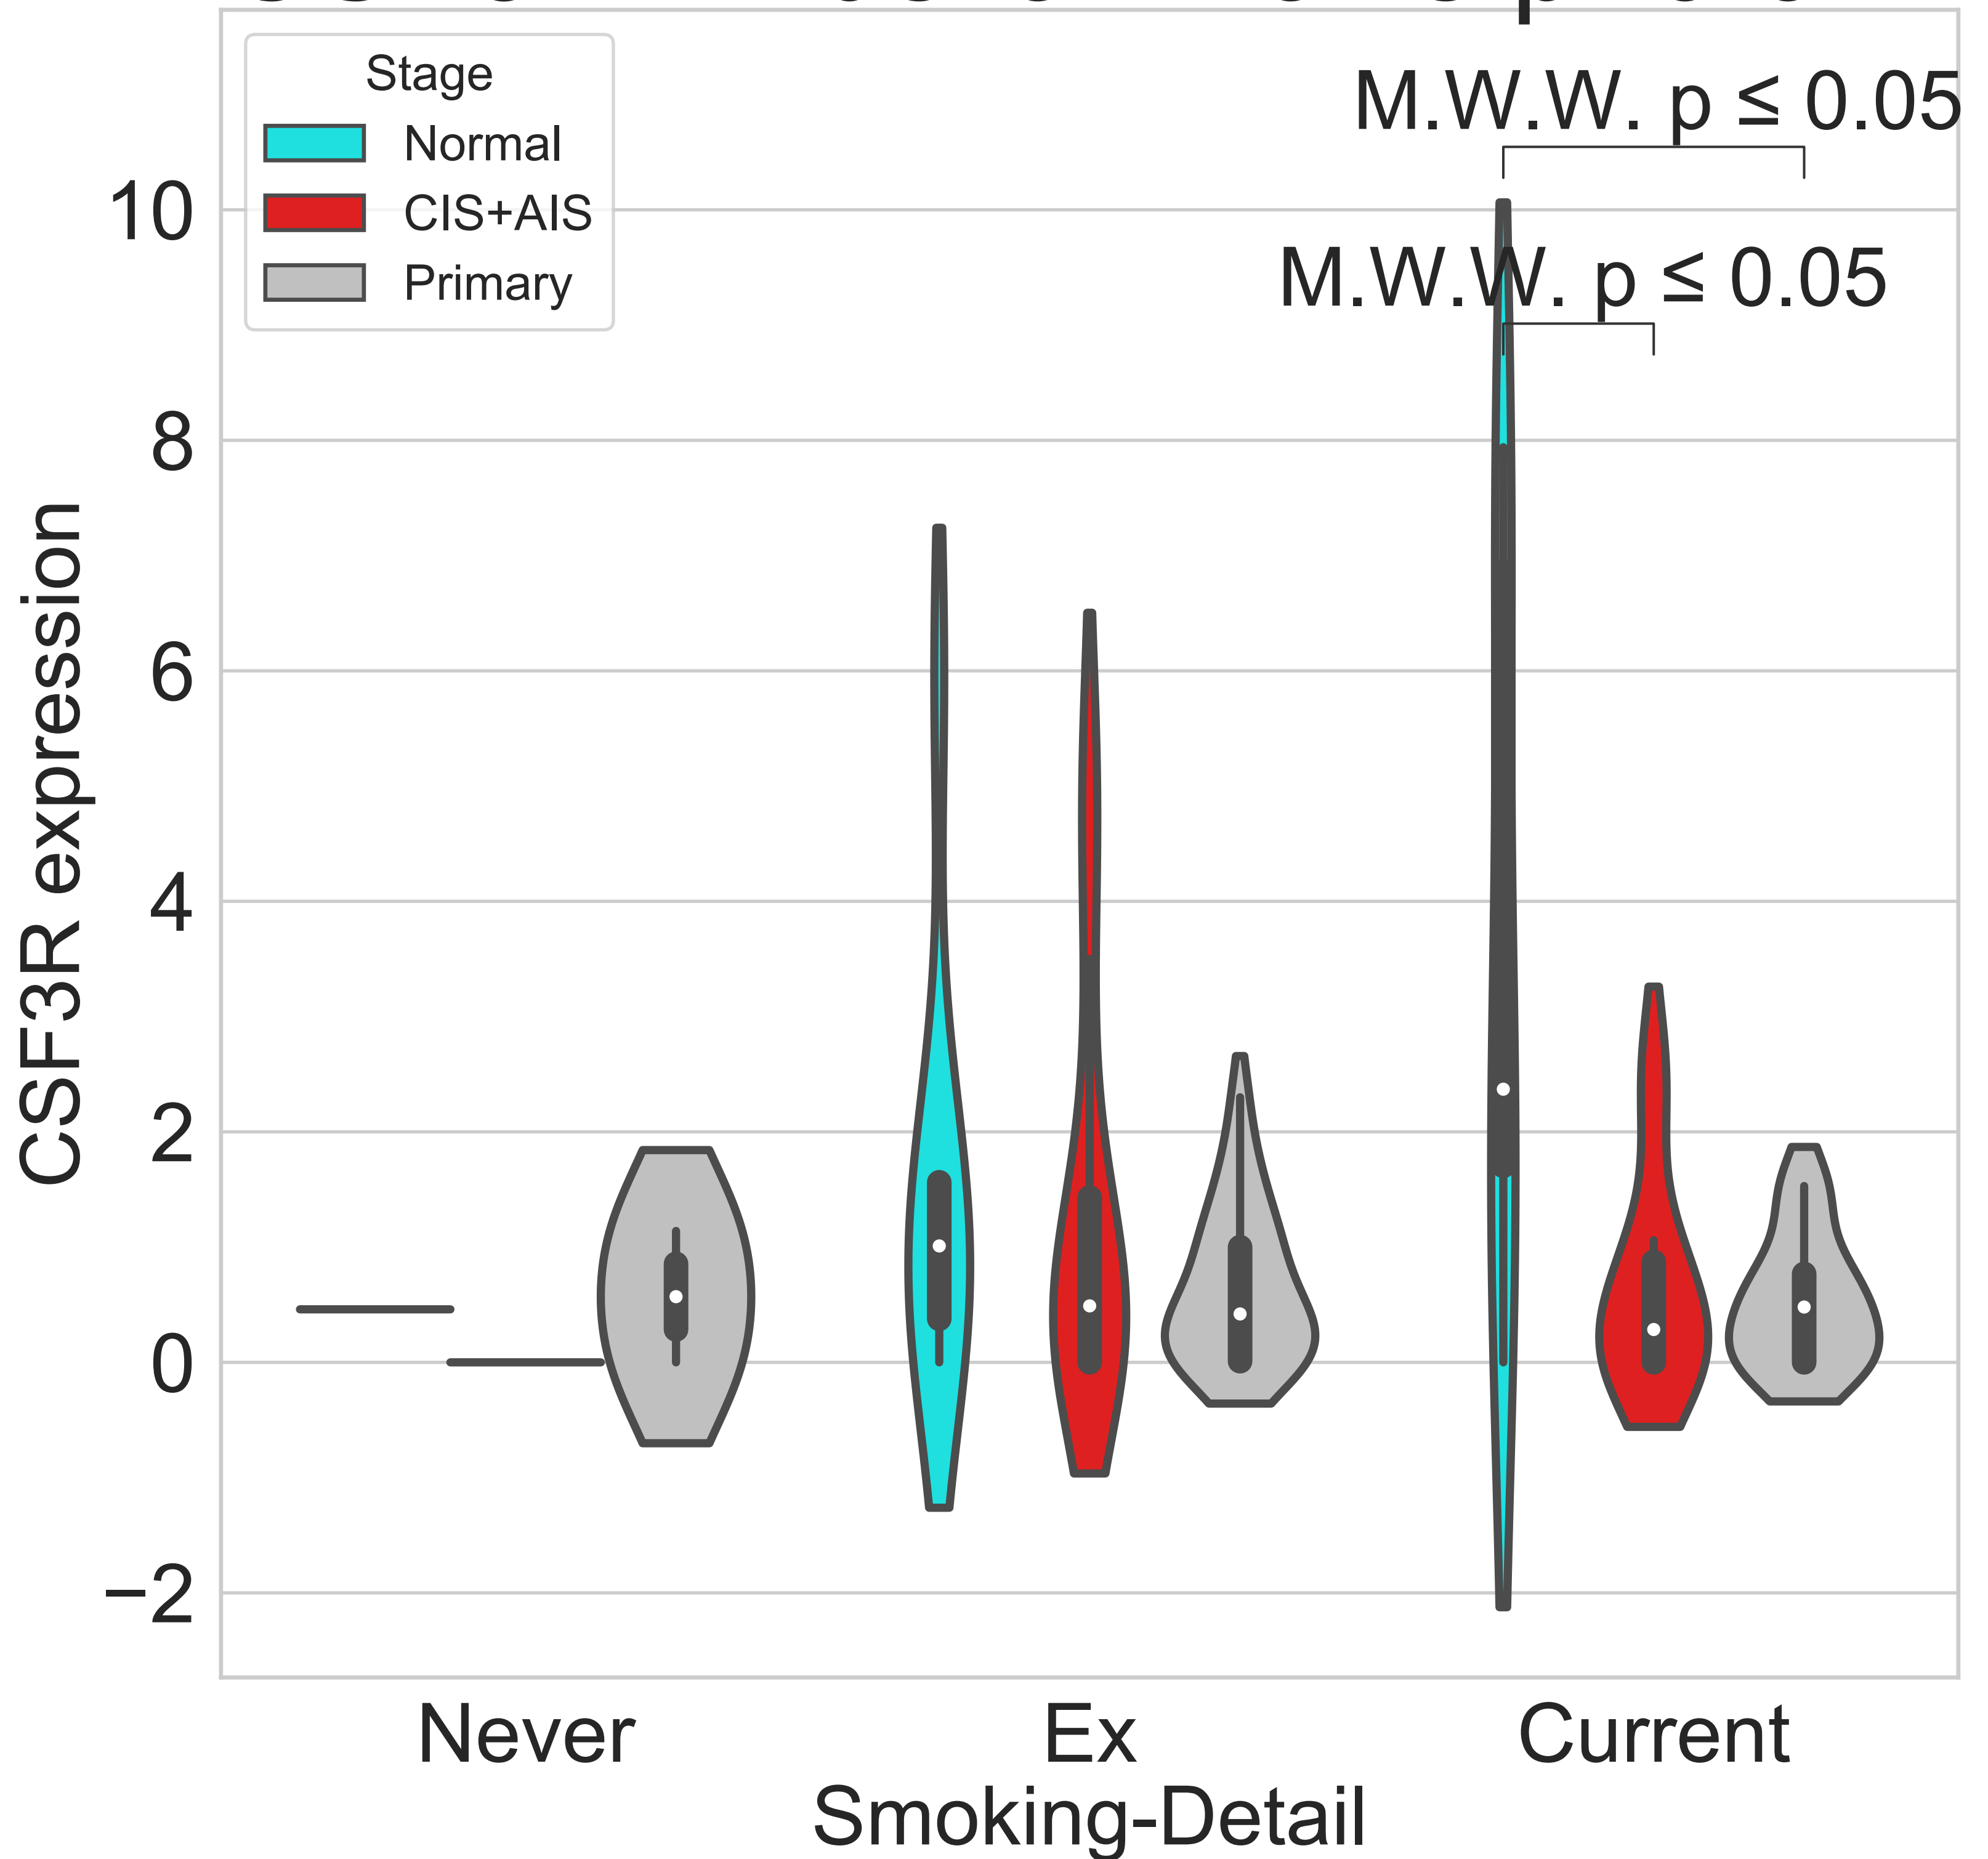 Stage
Normal
CIS+AIS
Primary
M.W.W. p ≤ 0.05
M.W.W. p ≤ 0.05
10
8
6
4
2
0
−2
CSF3R expression
Never
Ex
Current
Smoking-Detail